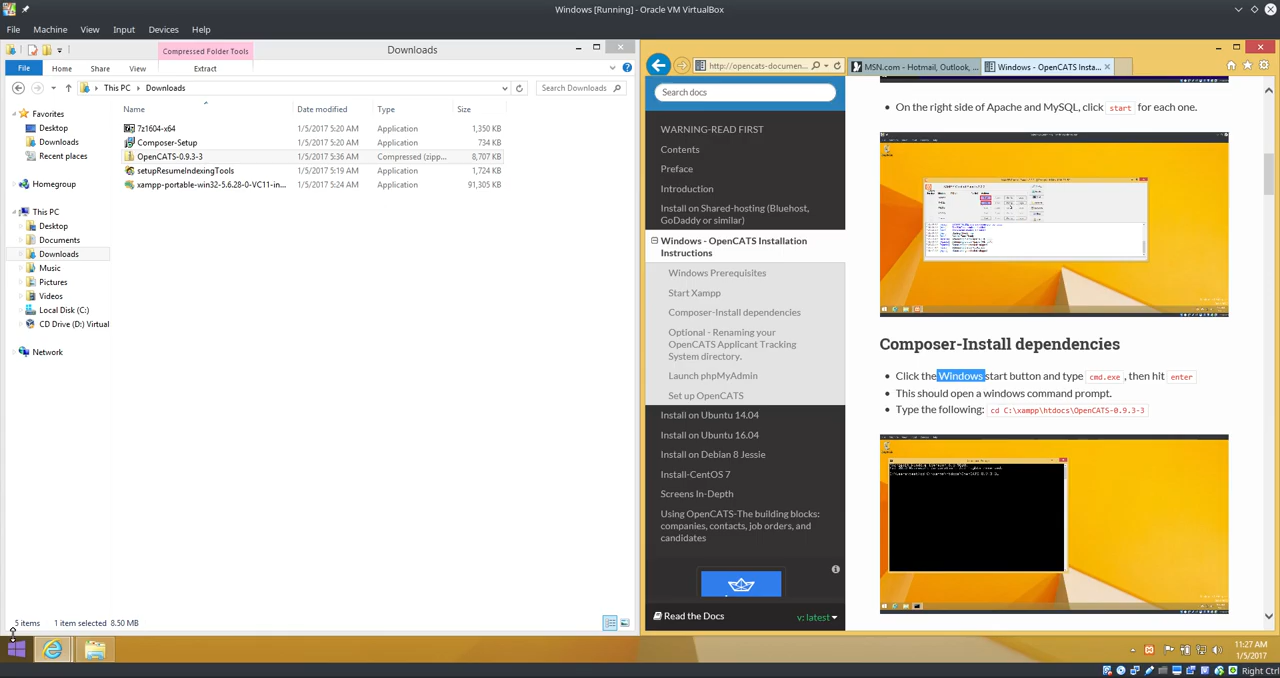 Windows [Running] - Oracle VM VirtualBox
File Machine View Input Devices Help
Compressed Folder Tools
Downloads
File Home Share View Extract
This PC Downloads
Search Downloads
Name Date modified Type Size
7z1604-x64 1/5/2017 5:20 AM Application 1,350 KB
Composer-Setup 1/5/2017 5:20 AM Application 734 KB
OpenCATS-0.9.3-3 1/5/2017 5:36 AM Compressed (zipp... 8,707 KB
setupResumeIndexingTools 1/5/2017 5:19 AM Application 1,724 KB
xampp-portable-win32-5.6.28-0-VC11-in... 1/5/2017 5:24 AM Application 91,305 KB
Favorites
Desktop
Downloads
Recent places
Homegroup
This PC
Desktop
Documents
Downloads
Music
Pictures
Videos
Local Disk (C:)
CD Drive (D:) Virtual
Network
5 items 1 item selected 8.50 MB
http://opencats-documen...
MSN.com - Hotmail, Outlook, ...
Windows - OpenCATS Insta...
Search docs
WARNING-READ FIRST
Contents
Preface
Introduction
Install on Shared-hosting (Bluehost,
GoDaddy or similar)
Windows - OpenCATS Installation
Instructions
Windows Prerequisites
Start Xampp
Composer-Install dependencies
Optional - Renaming your
OpenCATS Applicant Tracking
System directory.
Launch phpMyAdmin
Set up OpenCATS
Install on Ubuntu 14.04
Install on Ubuntu 16.04
Install on Debian 8 Jessie
Install-CentOS 7
Screens In-Depth
Using OpenCATS-The building blocks:
companies, contacts, job orders, and
candidates
Read the Docs v: latest
On the right side of Apache and MySQL, click start for each one.
Composer-Install dependencies
Click the Windows start button and type cmd.exe, then hit enter
This should open a windows command prompt.
Type the following: cd C:\xampp\htdocs\OpenCATS-0.9.3-3
11:27 AM
1/5/2017
Right Ctrl